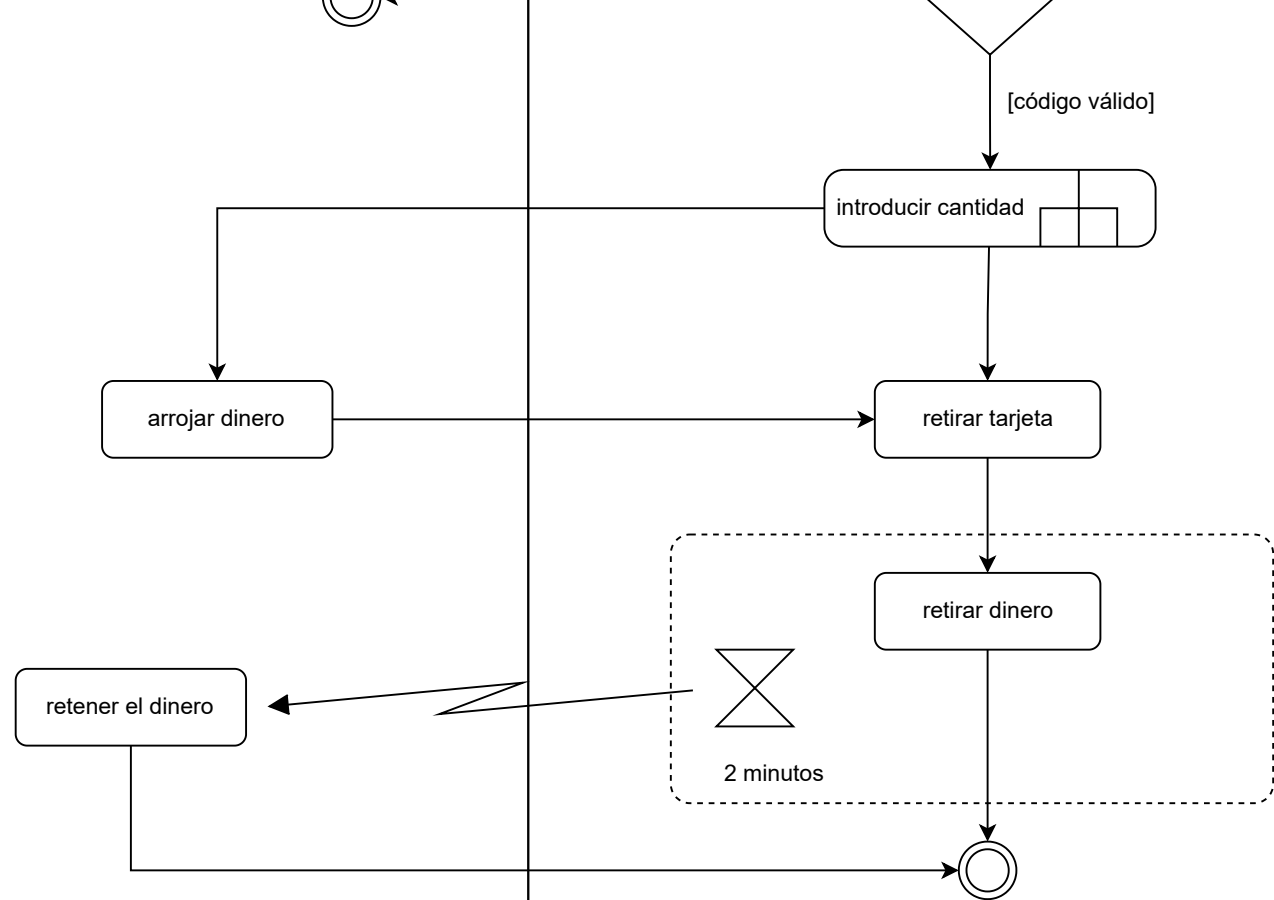 [código válido]
introducir cantidad
arrojar dinero
retirar tarjeta
retirar dinero
retener el dinero
2 minutos